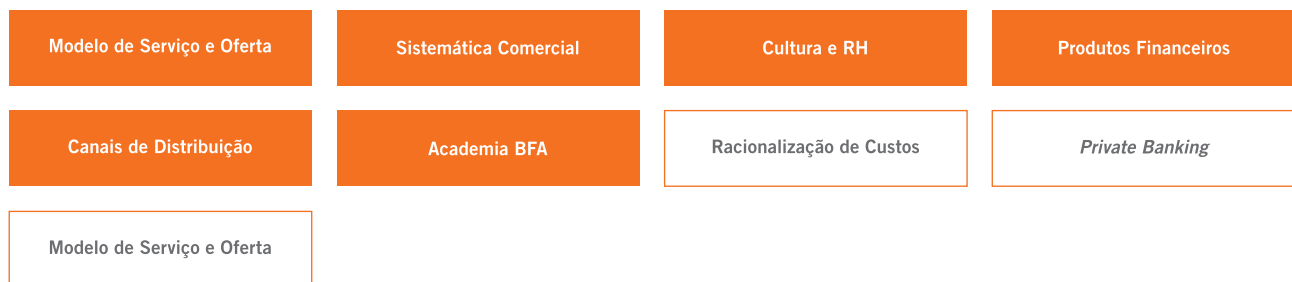 Modelo de Serviço e Oferta
Sistemática Comercial
Cultura e RH
Produtos Financeiros
Canais de Distribuição
Academia BFA
Racionalização de Custos
Private Banking
Modelo de Serviço e Oferta